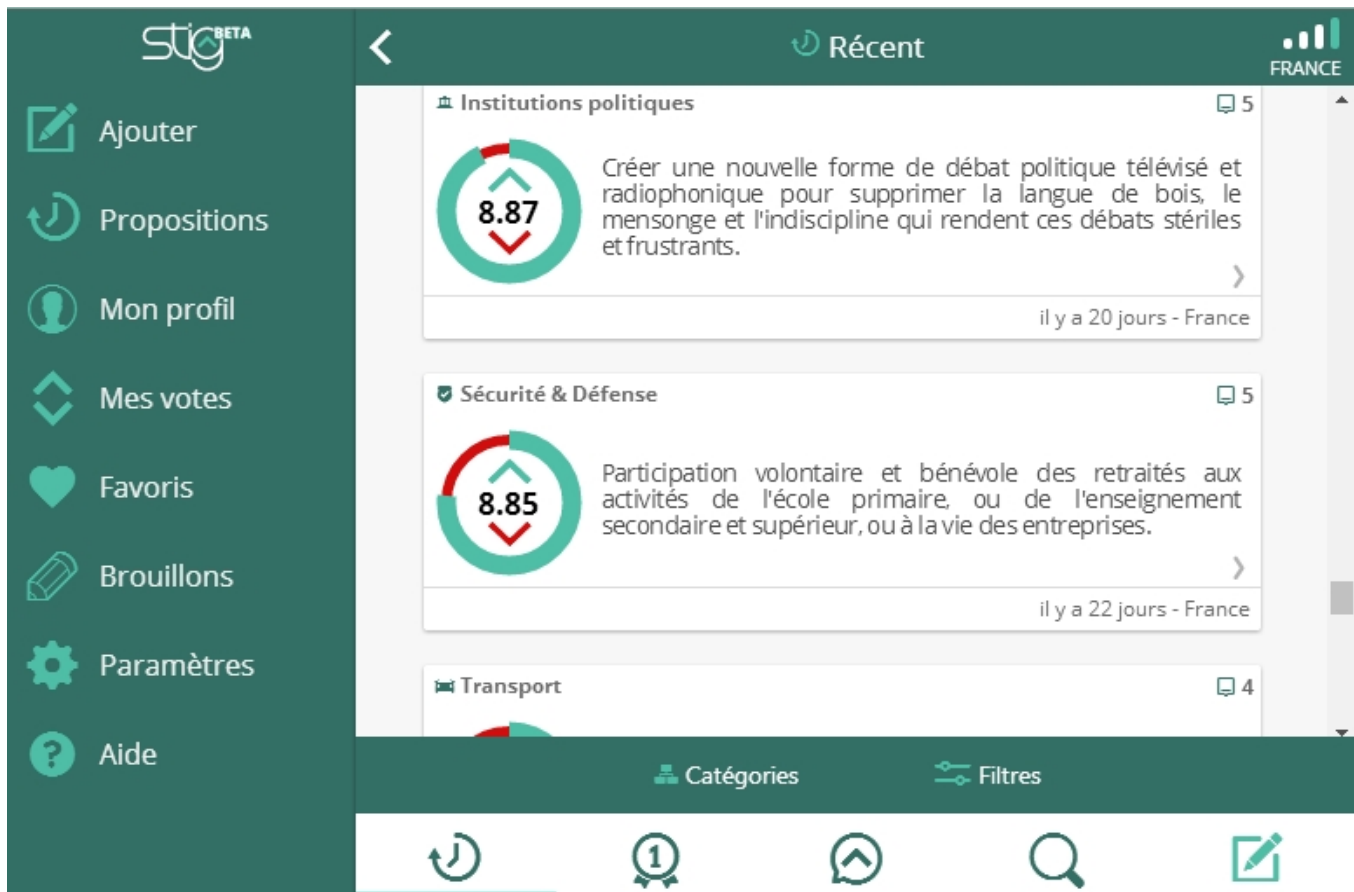 stig BETA
Ajouter
Propositions
Mon profil
Mes votes
Favoris
Brouillons
Paramètres
Aide
Récent
FRANCE
Institutions politiques
5
8.87
Créer une nouvelle forme de débat politique télévisé et
radiophonique pour supprimer la langue de bois, le
mensonge et l'indiscipline qui rendent ces débats stériles
et frustrants.
il y a 20 jours - France
Sécurité & Défense
5
8.85
Participation volontaire et bénévole des retraités aux
activités de l'école primaire, ou de l'enseignement
secondaire et supérieur, ou à la vie des entreprises.
il y a 22 jours - France
Transport
4
Catégories
Filtres
1